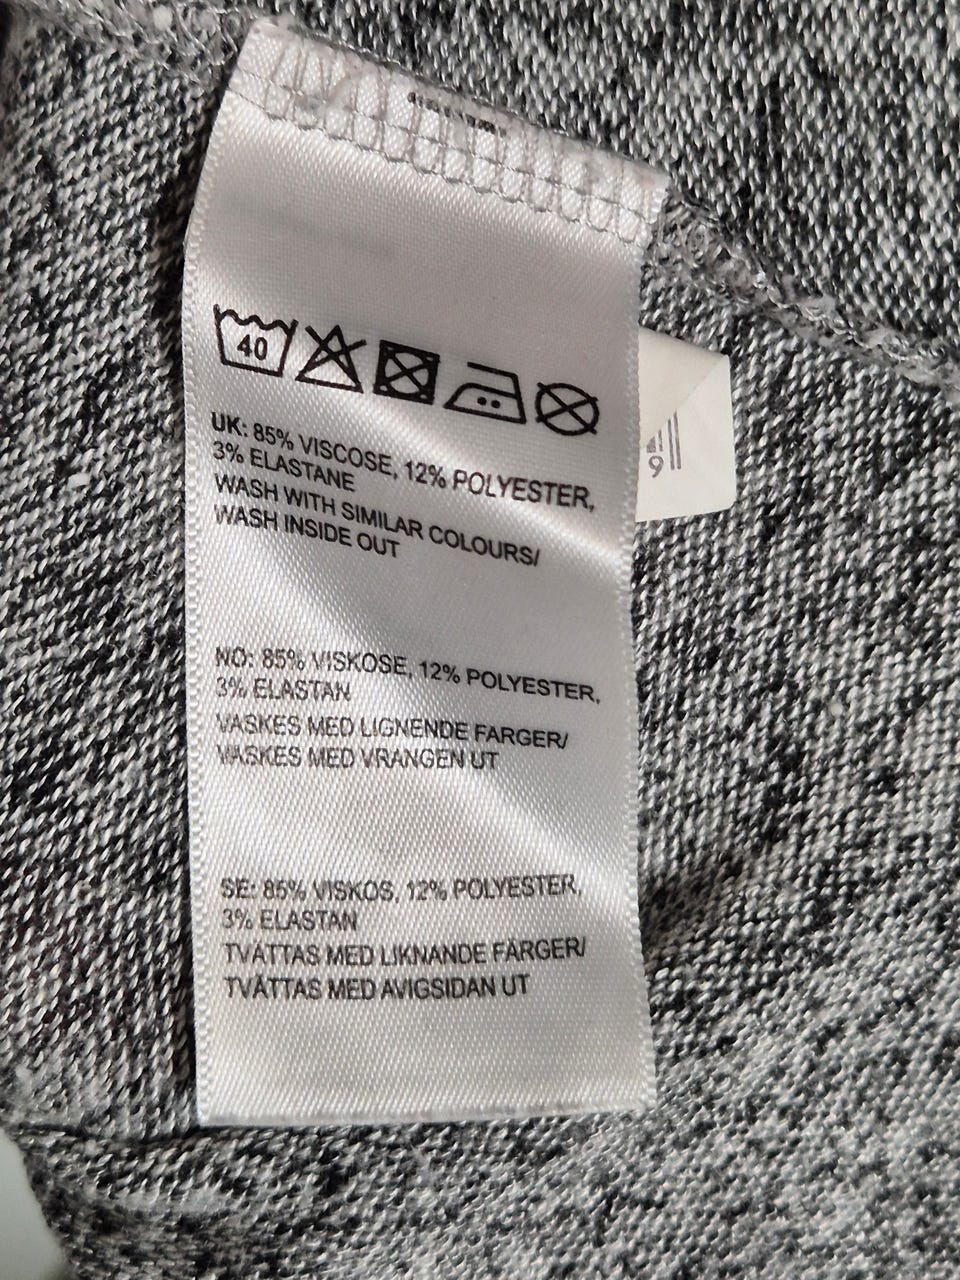 40
UK: 85% VISCOSE, 12% POLYESTER,
3% ELASTANE
WASH WITH SIMILAR COLOURS/
WASH INSIDE OUT
NO: 85% VISKOSE, 12% POLYESTER,
3% ELASTAN
VASKES MED LIGNENDE FARGER/
VASKES MED VRANGEN UT
SE: 85% VISKOS, 12% POLYESTER,
3% ELASTAN
TVÄTTAS MED LIKNANDE FÄRGER/
TVÄTTAS MED AVIGSIDAN UT
9